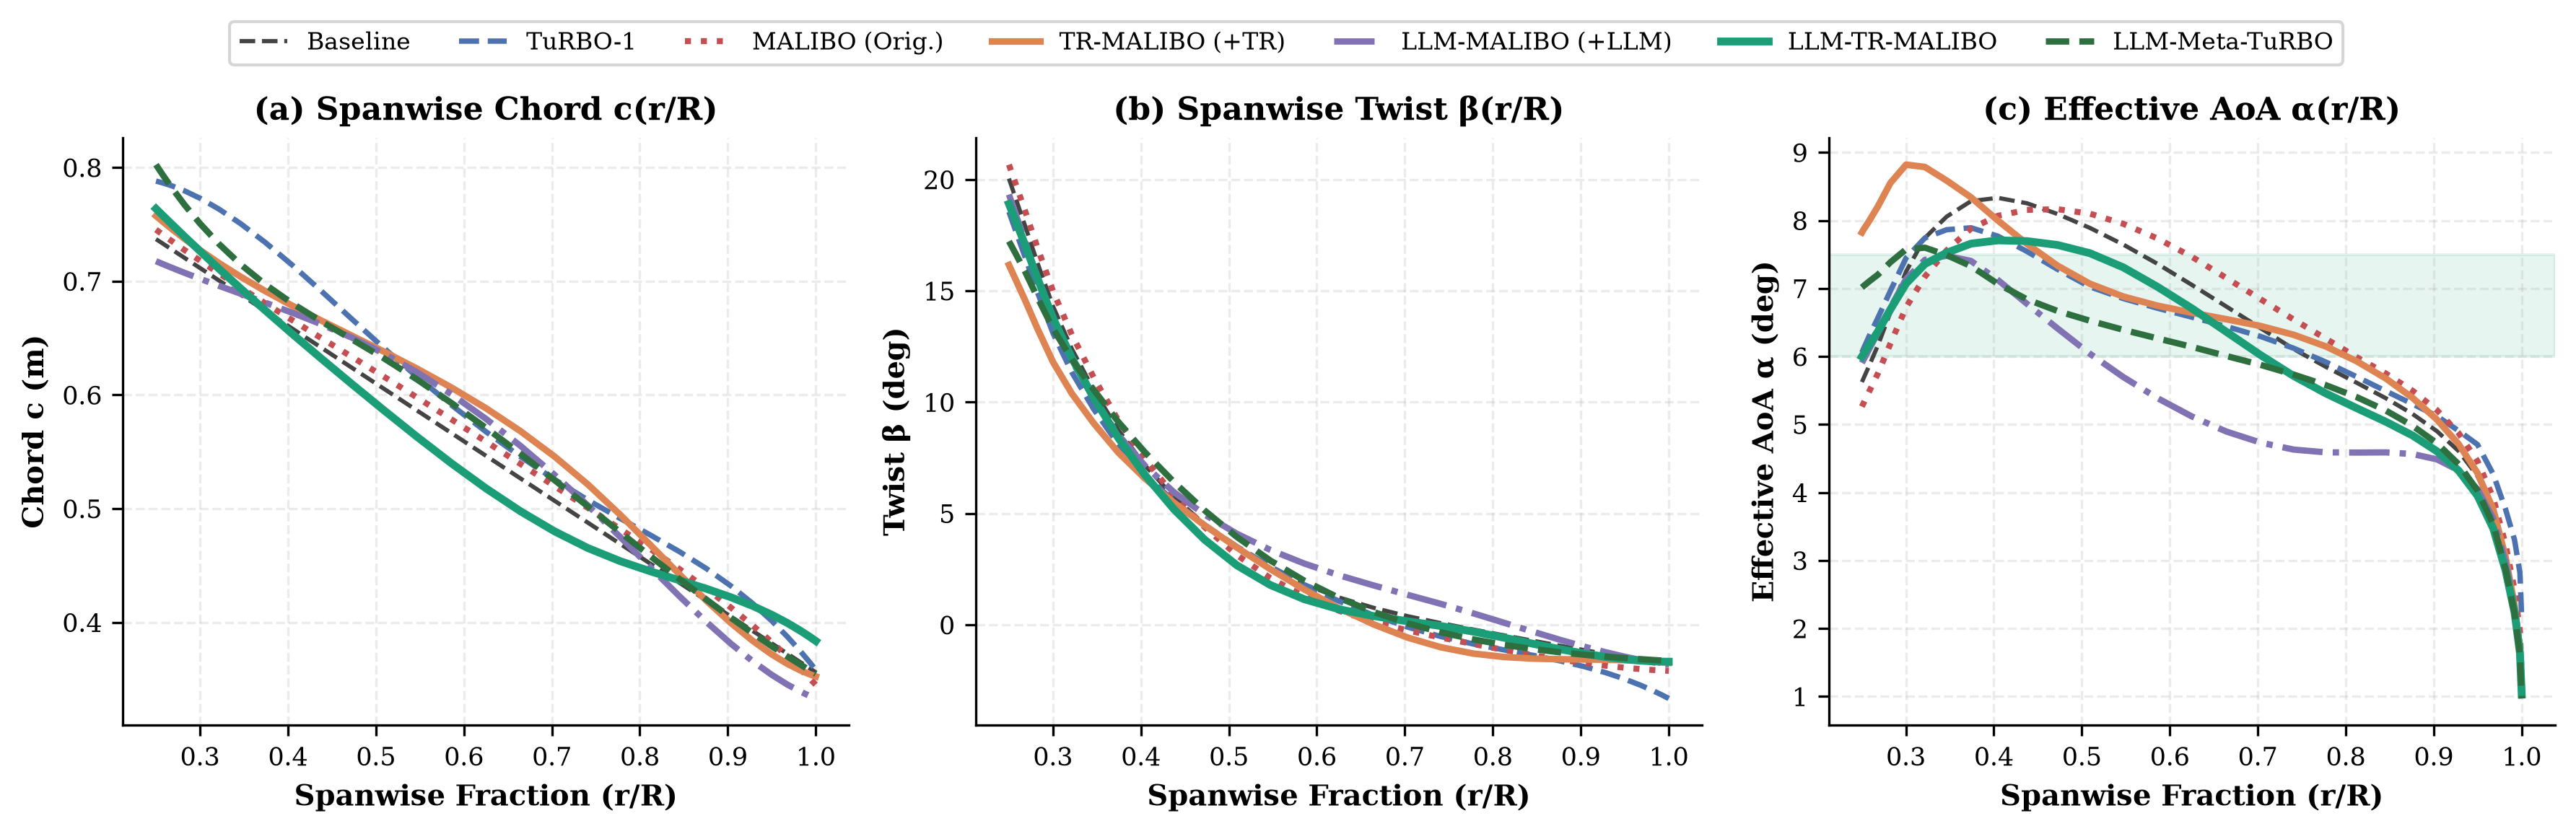 Baseline TuRBO-1 MALIBO (Orig.) TR-MALIBO (+TR) LLM-MALIBO (+LLM) LLM-TR-MALIBO LLM-Meta-TuRBO
(a) Spanwise Chord c(r/R)
Chord c (m)
0.8
0.7
0.6
0.5
0.4
0.3 0.4 0.5 0.6 0.7 0.8 0.9 1.0
Spanwise Fraction (r/R)
(b) Spanwise Twist β(r/R)
Twist β (deg)
20
15
10
5
0
0.3 0.4 0.5 0.6 0.7 0.8 0.9 1.0
Spanwise Fraction (r/R)
(c) Effective AoA α(r/R)
Effective AoA α (deg)
9
8
7
6
5
4
3
2
1
0.3 0.4 0.5 0.6 0.7 0.8 0.9 1.0
Spanwise Fraction (r/R)